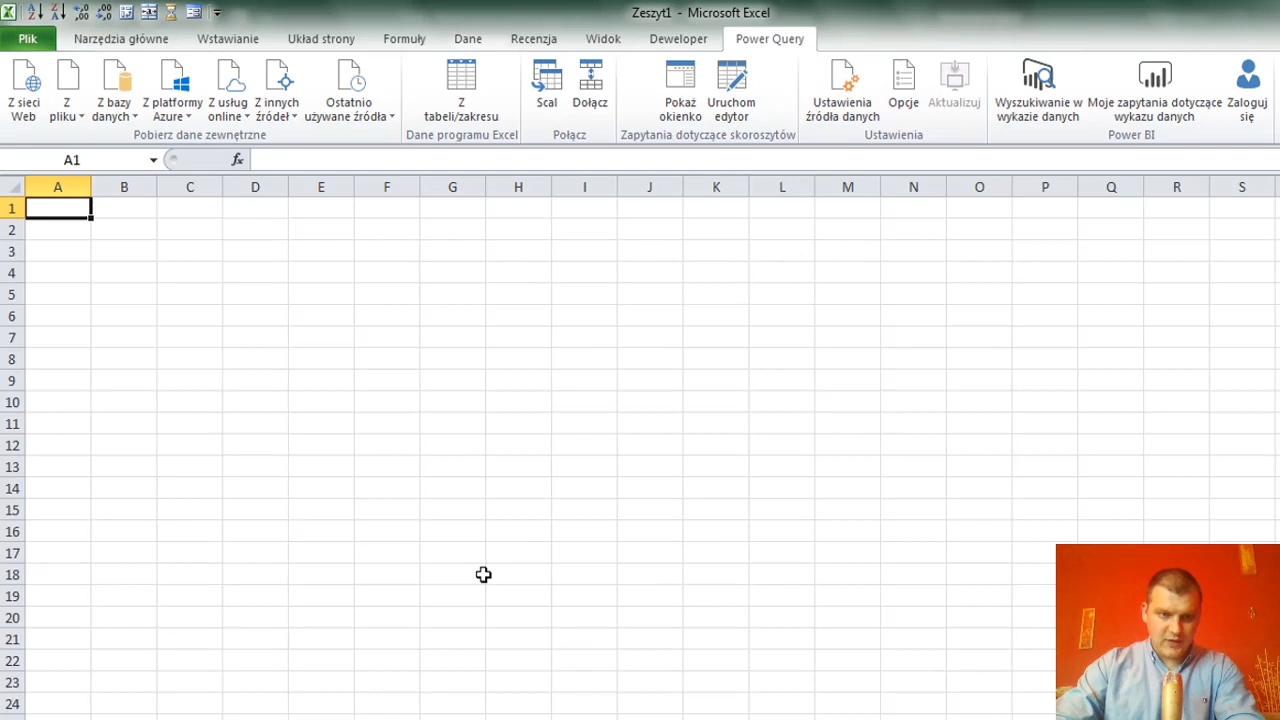 Zeszyt1 - Microsoft Excel
Plik Narzędzia główne Wstawianie Układ strony Formuły Dane Recenzja Widok Deweloper Power Query
Z sieci Web
Z pliku
Z bazy danych
Z platformy Azure
Z usług online
Z innych źródeł
Ostatnio używane źródła
Z tabeli/zakresu
Scal
Dołącz
Pokaż okienko
Uruchom edytor
Ustawienia źródła danych
Opcje
Aktualizuj
Wyszukiwanie w wykazie danych
Moje zapytania dotyczące wykazu danych
Zaloguj się
Pobierz dane zewnętrzne
Dane programu Excel
Połącz
Zapytania dotyczące skoroszytów
Ustawienia
Power BI
A1
fx
A B C D E F G H I J K L M N O P Q R S
1
2
3
4
5
6
7
8
9
10
11
12
13
14
15
16
17
18
19
20
21
22
23
24